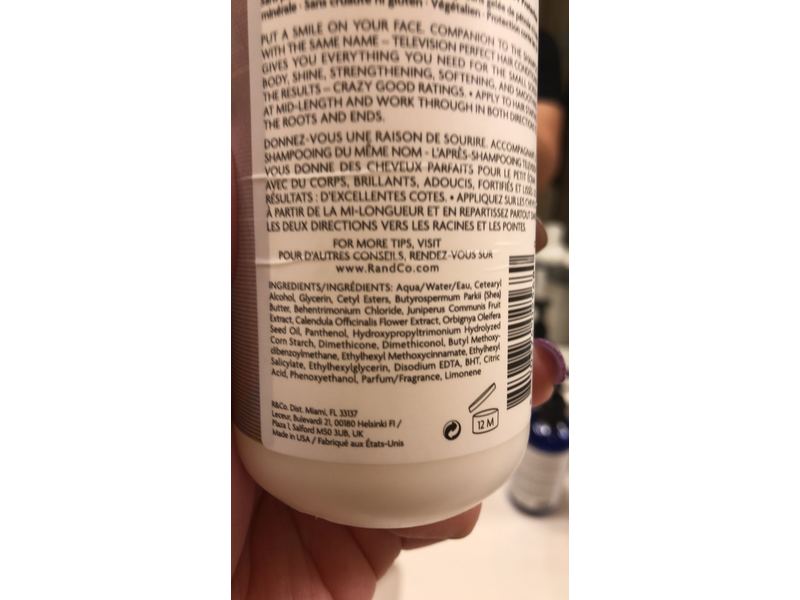 minérale · Sans cruauté ni gluten · Végétalien · Protection
PUT A SMILE ON YOUR FACE. COMPANION TO THE
WITH THE SAME NAME – TELEVISION PERFECT HAIR
GIVES YOU EVERYTHING YOU NEED FOR THE SMALL
BODY, SHINE, STRENGTHENING, SOFTENING, AND
THE RESULTS – CRAZY GOOD RATINGS. • APPLY TO HAIR
AT MID-LENGTH AND WORK THROUGH IN BOTH
THE ROOTS AND ENDS.
DONNEZ-VOUS UNE RAISON DE SOURIRE.
SHAMPOOING DU MÊME NOM - L'APRÈS-SHAMPOOING
VOUS DONNE DES CHEVEUX PARFAITS POUR LE PETIT
AVEC DU CORPS, BRILLANTS, ADOUCIS, FORTIFIÉS ET
RÉSULTATS : D'EXCELLENTES COTES. • APPLIQUEZ SUR LES
À PARTIR DE LA MI-LONGUEUR ET EN REPARTISSEZ PARTOUT
LES DEUX DIRECTIONS VERS LES RACINES ET LES POINTES.
FOR MORE TIPS, VISIT
POUR D'AUTRES CONSEILS, RENDEZ-VOUS SUR
www.RandCo.com
INGREDIENTS/INGRÉDIENTS: Aqua/Water/Eau, Cetearyl
Alcohol, Glycerin, Cetyl Esters, Butyrospermum Parkii (Shea)
Butter, Behentrimonium Chloride, Juniperus Communis Fruit
Extract, Calendula Officinalis Flower Extract, Orbignya Oleifera
Seed Oil, Panthenol, Hydroxypropyltrimonium Hydrolyzed
Corn Starch, Dimethicone, Dimethiconol, Butyl Methoxy-
dibenzoylmethane, Ethylhexyl Methoxycinnamate, Ethylhexyl
Salicylate, Ethylhexylglycerin, Disodium EDTA, BHT, Citric
Acid, Phenoxyethanol, Parfum/Fragrance, Limonene
R&Co. Dist. Miami, FL 33137
Leceur, Bulevardi 21, 00180 Helsinki FI /
Plaza 1, Salford M50 3UB, UK
Made in USA / Fabriqué aux États-Unis
12 M